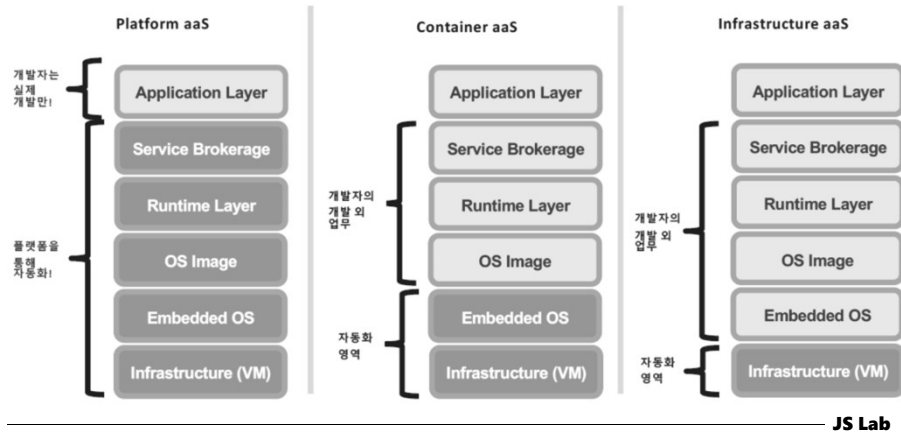 Platform aaS
개발자는
실제
개발만!
Application Layer
Service Brokerage
Runtime Layer
OS Image
Embedded OS
Infrastructure (VM)
플랫폼을
통해
자동화!
Container aaS
Application Layer
Service Brokerage
Runtime Layer
OS Image
Embedded OS
Infrastructure (VM)
개발자의
개발 외
업무
자동화
영역
Infrastructure aaS
Application Layer
Service Brokerage
Runtime Layer
OS Image
Embedded OS
Infrastructure (VM)
개발자의
개발 외
업무
자동화
영역
JS Lab